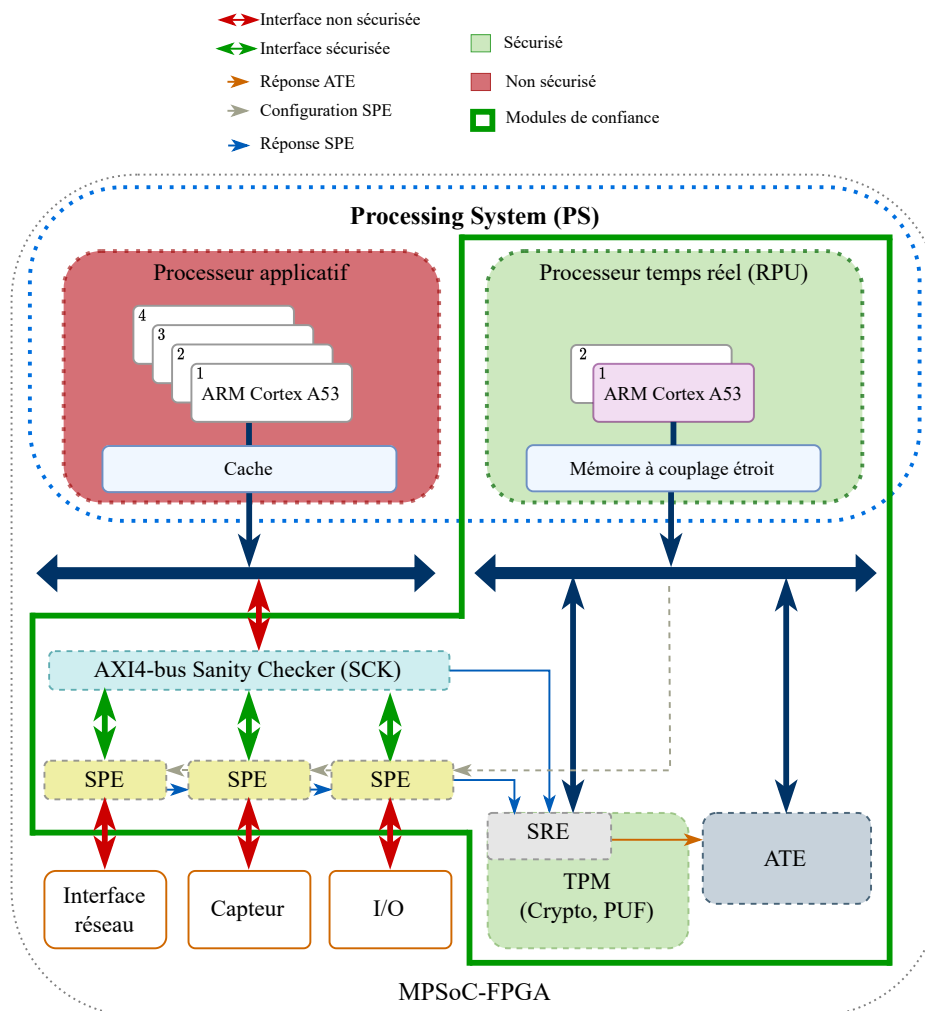 Interface non sécurisée
Interface sécurisée
Réponse ATE
Configuration SPE
Réponse SPE
Sécurisé
Non sécurisé
Modules de confiance
Processing System (PS)
Processeur applicatif
4
3
2
1
ARM Cortex A53
Cache
Processeur temps réel (RPU)
2
1
ARM Cortex A53
Mémoire à couplage étroit
AXI4-bus Sanity Checker (SCK)
SPE
SPE
SPE
SRE
TPM
(Crypto, PUF)
ATE
Interface
réseau
Capteur
I/O
MPSoC-FPGA